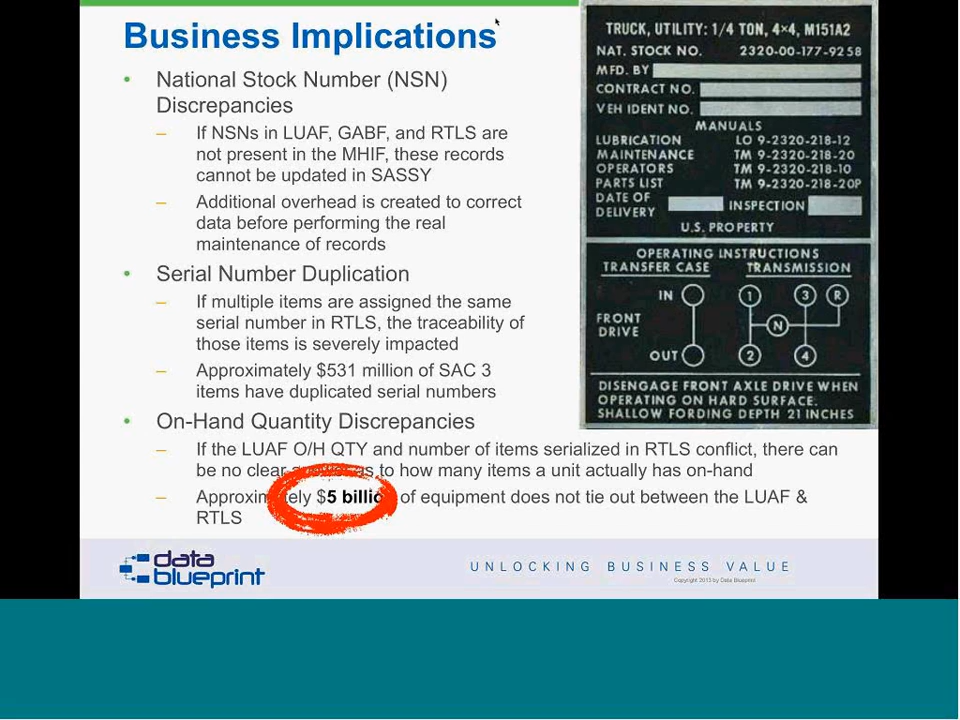 Business Implications
• National Stock Number (NSN)
Discrepancies
– If NSNs in LUAF, GABF, and RTLS are
not present in the MHIF, these records
cannot be updated in SASSY
– Additional overhead is created to correct
data before performing the real
maintenance of records
• Serial Number Duplication
– If multiple items are assigned the same
serial number in RTLS, the traceability of
those items is severely impacted
– Approximately $531 million of SAC 3
items have duplicated serial numbers
• On-Hand Quantity Discrepancies
– If the LUAF O/H QTY and number of items serialized in RTLS conflict, there can
be no clear answer as to how many items a unit actually has on-hand
– Approximately $5 billion of equipment does not tie out between the LUAF &
RTLS
TRUCK, UTILITY: 1/4 TON, 4×4, M151A2
NAT. STOCK NO. 2320-00-177-9258
MFD. BY
CONTRACT NO.
VEH IDENT NO.
MANUALS
LUBRICATION LO 9-2320-218-12
MAINTENANCE TM 9-2320-218-20
OPERATORS TM 9-2320-218-10
PARTS LIST TM 9-2320-218-20P
DATE OF
DELIVERY INSPECTION
U.S. PROPERTY
OPERATING INSTRUCTIONS
TRANSFER CASE TRANSMISSION
IN 1 3 R
FRONT
DRIVE N
OUT 2 4
DISENGAGE FRONT AXLE DRIVE WHEN
OPERATING ON HARD SURFACE.
SHALLOW FORDING DEPTH 21 INCHES
data
blueprint
UNLOCKING BUSINESS VALUE
Copyright 2013 by Data Blueprint